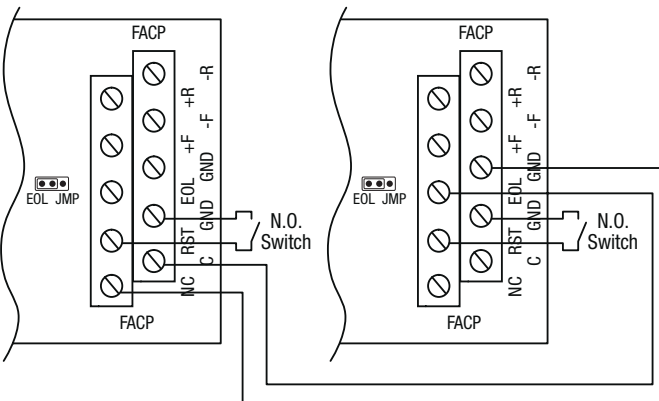 FACP
-R
+R
-F
+F
GND
EOL
GND
RST
C
NC
EOL JMP
N.O.
Switch
FACP
FACP
-R
+R
-F
+F
GND
EOL
GND
RST
C
NC
EOL JMP
N.O.
Switch
FACP